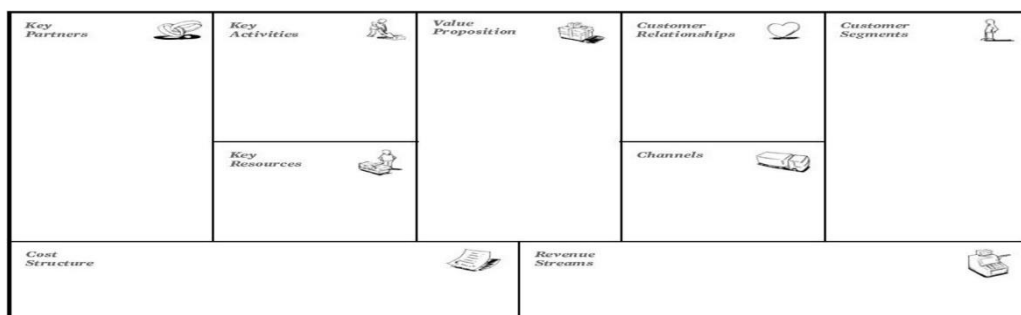 Key
Partners
Key
Activities
Value
Proposition
Customer
Relationships
Customer
Segments
Key
Resources
Channels
Cost
Structure
Revenue
Streams